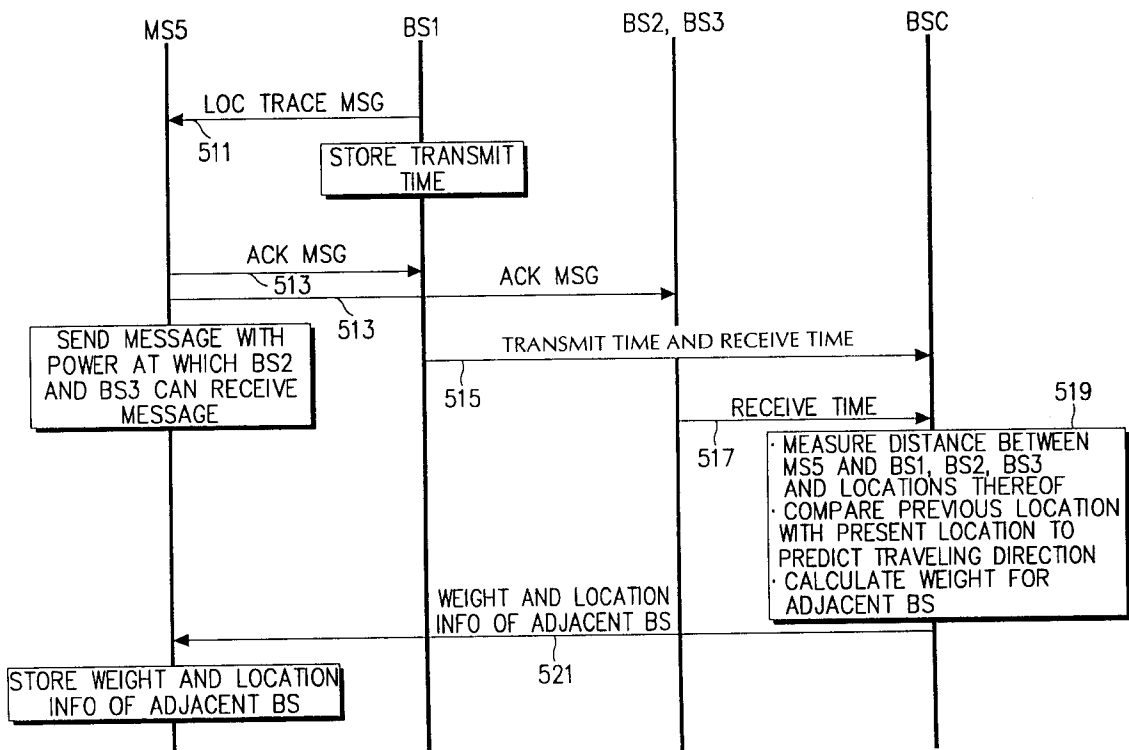 MS5
BS1
BS2, BS3
BSC
LOC TRACE MSG
511
STORE TRANSMIT
TIME
ACK MSG
513
ACK MSG
513
SEND MESSAGE WITH
POWER AT WHICH BS2
AND BS3 CAN RECEIVE
MESSAGE
TRANSMIT TIME AND RECEIVE TIME
515
RECEIVE TIME
517
519
· MEASURE DISTANCE BETWEEN
MS5 AND BS1, BS2, BS3
AND LOCATIONS THEREOF
· COMPARE PREVIOUS LOCATION
WITH PRESENT LOCATION TO
PREDICT TRAVELING DIRECTION
· CALCULATE WEIGHT FOR
ADJACENT BS
WEIGHT AND LOCATION
INFO OF ADJACENT BS
521
STORE WEIGHT AND LOCATION
INFO OF ADJACENT BS